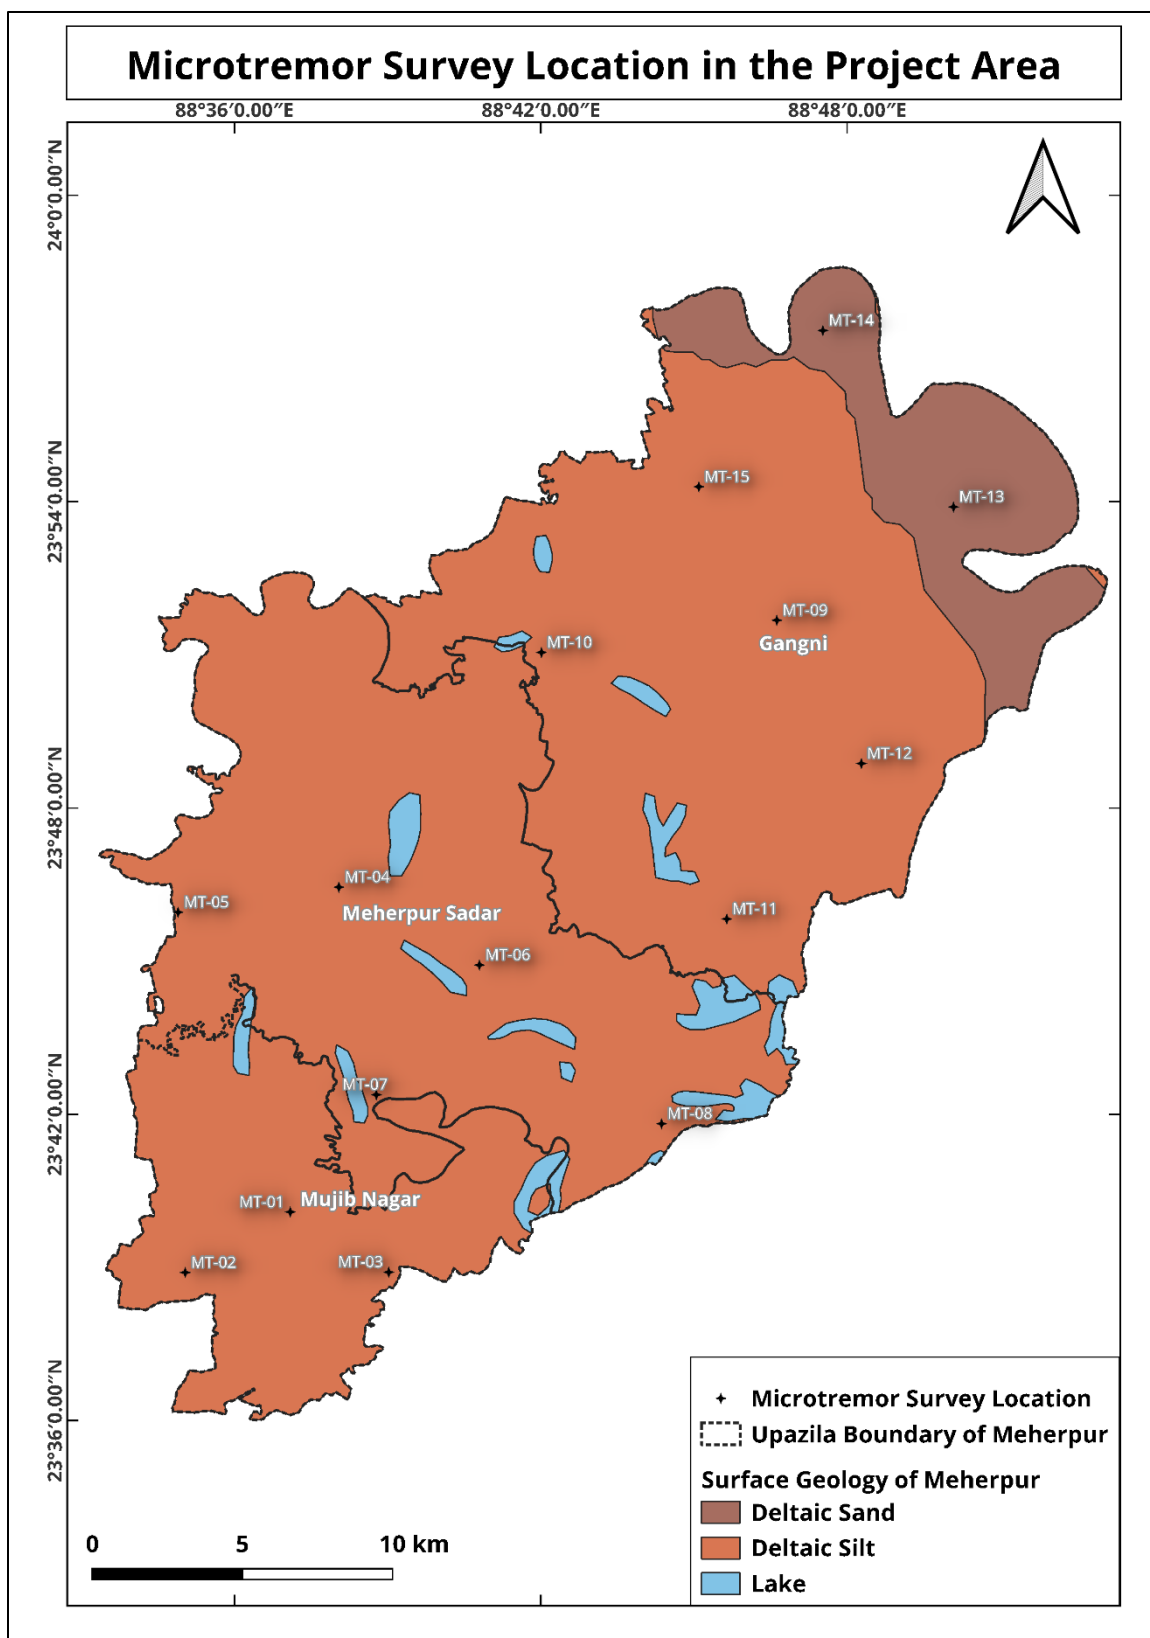 Microtremor Survey Location in the Project Area
88°36′0.00″E
88°42′0.00″E
88°48′0.00″E
24°0′0.00″N
23°54′0.00″N
23°48′0.00″N
23°42′0.00″N
23°36′0.00″N
MT-14
MT-15
MT-13
MT-09
Gangni
MT-10
MT-12
MT-04
MT-05
Meherpur Sadar
MT-11
MT-06
MT-07
MT-08
MT-01
Mujib Nagar
MT-02
MT-03
Microtremor Survey Location
Upazila Boundary of Meherpur
Surface Geology of Meherpur
Deltaic Sand
Deltaic Silt
Lake
0 5 10 km